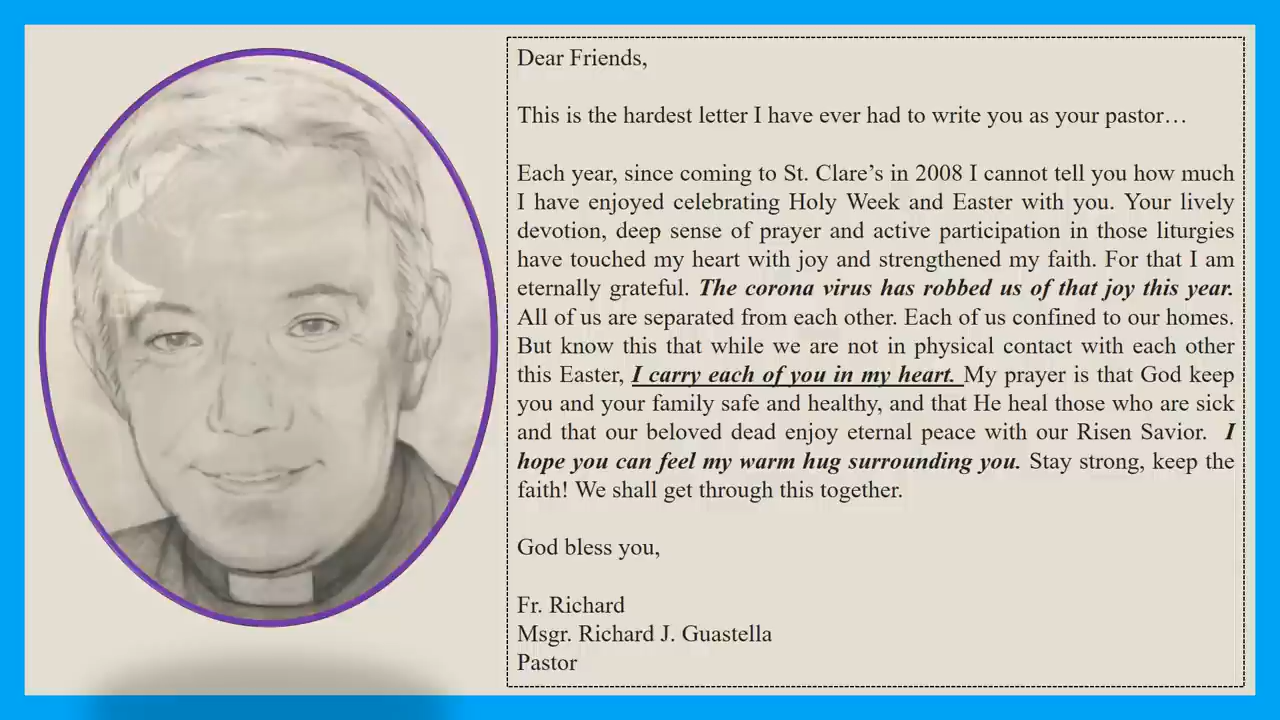 Dear Friends,
This is the hardest letter I have ever had to write you as your pastor…
Each year, since coming to St. Clare’s in 2008 I cannot tell you how much
I have enjoyed celebrating Holy Week and Easter with you. Your lively
devotion, deep sense of prayer and active participation in those liturgies
have touched my heart with joy and strengthened my faith. For that I am
eternally grateful. The corona virus has robbed us of that joy this year.
All of us are separated from each other. Each of us confined to our homes.
But know this that while we are not in physical contact with each other
this Easter, I carry each of you in my heart. My prayer is that God keep
you and your family safe and healthy, and that He heal those who are sick
and that our beloved dead enjoy eternal peace with our Risen Savior. I
hope you can feel my warm hug surrounding you. Stay strong, keep the
faith! We shall get through this together.
God bless you,
Fr. Richard
Msgr. Richard J. Guastella
Pastor